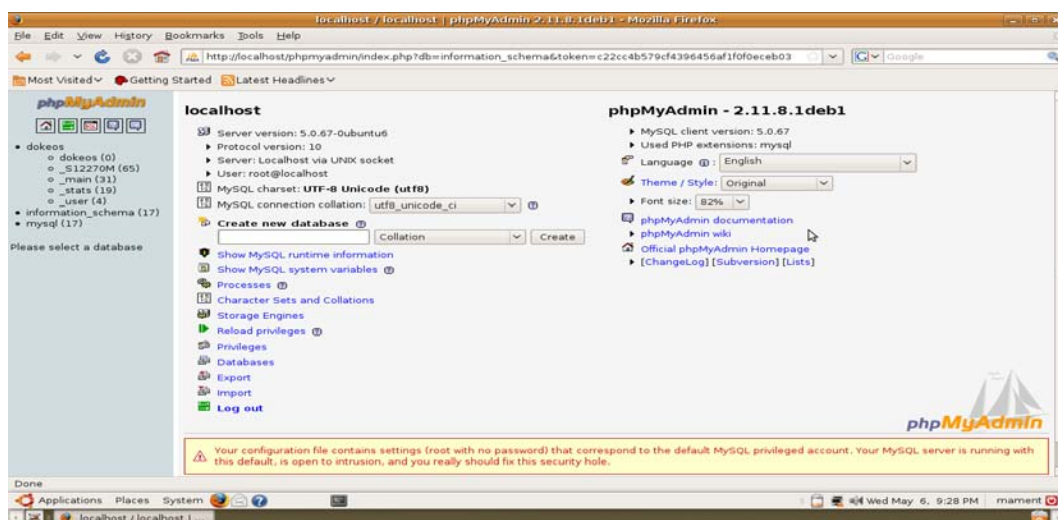 localhost / localhost | phpMyAdmin 2.11.8.1deb1 - Mozilla Firefox
File Edit View History Bookmarks Tools Help
http://localhost/phpmyadmin/index.php?db=information_schema&token=c22cc4b579cf4396456af1f0f0eceb03
Google
Most Visited Getting Started Latest Headlines
phpMyAdmin
dokeos
dokeos (0)
_S12270M (65)
_main (31)
_stats (19)
_user (4)
information_schema (17)
mysql (17)
Please select a database
localhost
Server version: 5.0.67-0ubuntu6
Protocol version: 10
Server: Localhost via UNIX socket
User: root@localhost
MySQL charset: UTF-8 Unicode (utf8)
MySQL connection collation: utf8_unicode_ci
Create new database
Collation Create
Show MySQL runtime information
Show MySQL system variables
Processes
Character Sets and Collations
Storage Engines
Reload privileges
Privileges
Databases
Export
Import
Log out
phpMyAdmin - 2.11.8.1deb1
MySQL client version: 5.0.67
Used PHP extensions: mysql
Language : English
Theme / Style: Original
Font size: 82%
phpMyAdmin documentation
phpMyAdmin wiki
Official phpMyAdmin Homepage
[ChangeLog] [Subversion] [Lists]
phpMyAdmin
Your configuration file contains settings (root with no password) that correspond to the default MySQL privileged account. Your MySQL server is running with
this default, is open to intrusion, and you really should fix this security hole.
Done
Applications Places System Wed May 6, 9:28 PM mament
localhost / localhost |...